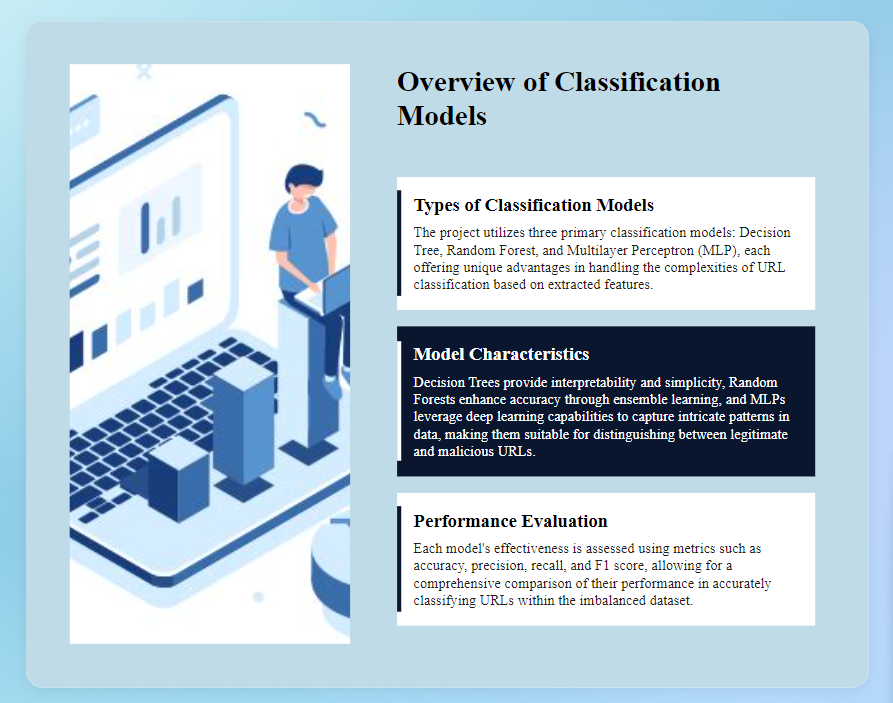 Overview of Classification
Models
Types of Classification Models
The project utilizes three primary classification models: Decision
Tree, Random Forest, and Multilayer Perceptron (MLP), each
offering unique advantages in handling the complexities of URL
classification based on extracted features.
Model Characteristics
Decision Trees provide interpretability and simplicity, Random
Forests enhance accuracy through ensemble learning, and MLPs
leverage deep learning capabilities to capture intricate patterns in
data, making them suitable for distinguishing between legitimate
and malicious URLs.
Performance Evaluation
Each model's effectiveness is assessed using metrics such as
accuracy, precision, recall, and F1 score, allowing for a
comprehensive comparison of their performance in accurately
classifying URLs within the imbalanced dataset.